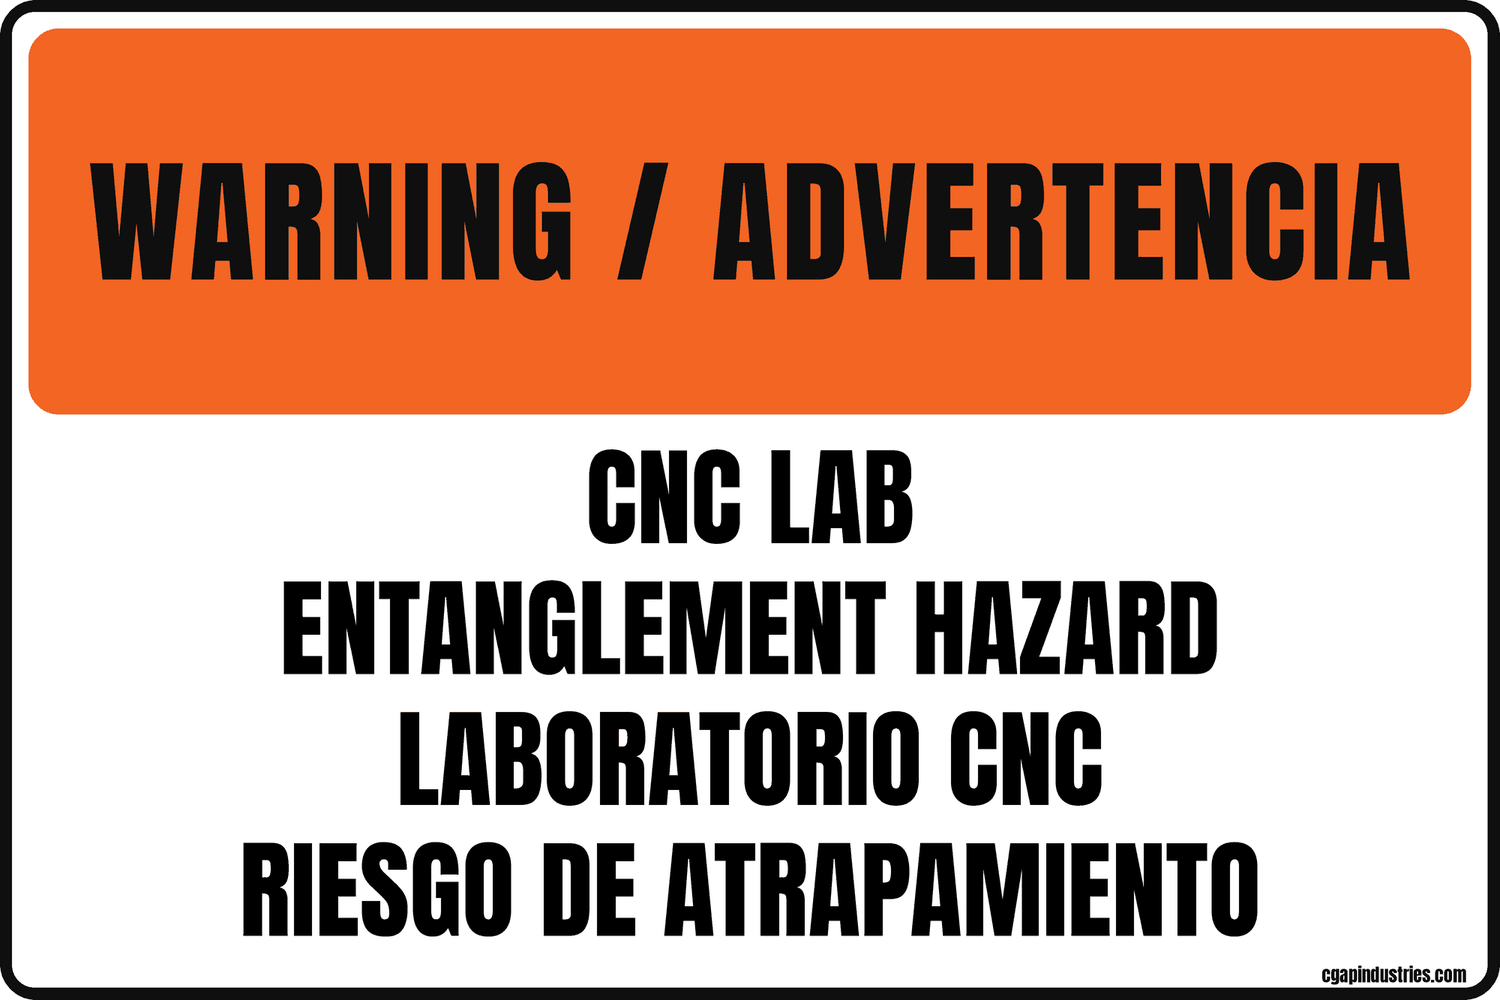 WARNING / ADVERTENCIA
CNC LAB
ENTANGLEMENT HAZARD
LABORATORIO CNC
RIESGO DE ATRAPAMIENTO
cgapindustries.com